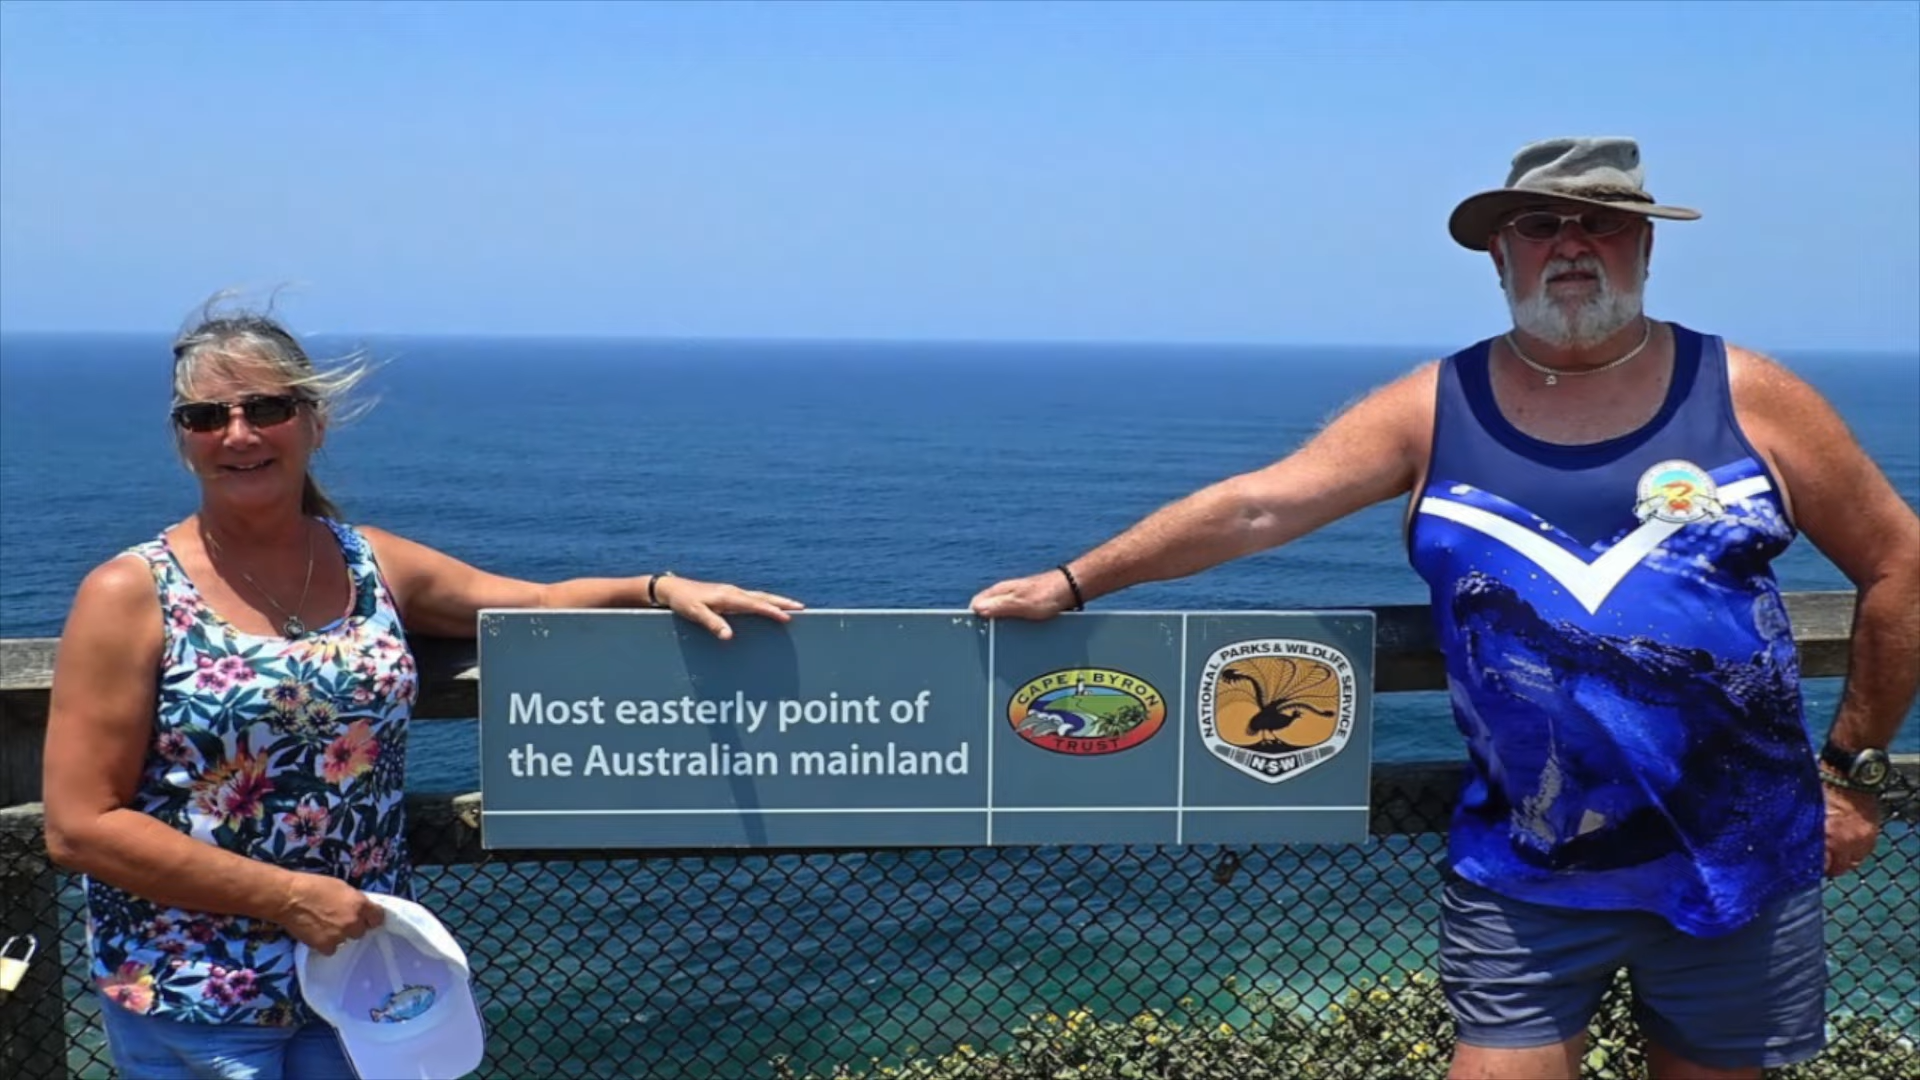 Most easterly point of
the Australian mainland
CAPE BYRON
TRUST
NATIONAL PARKS & WILDLIFE SERVICE
NSW